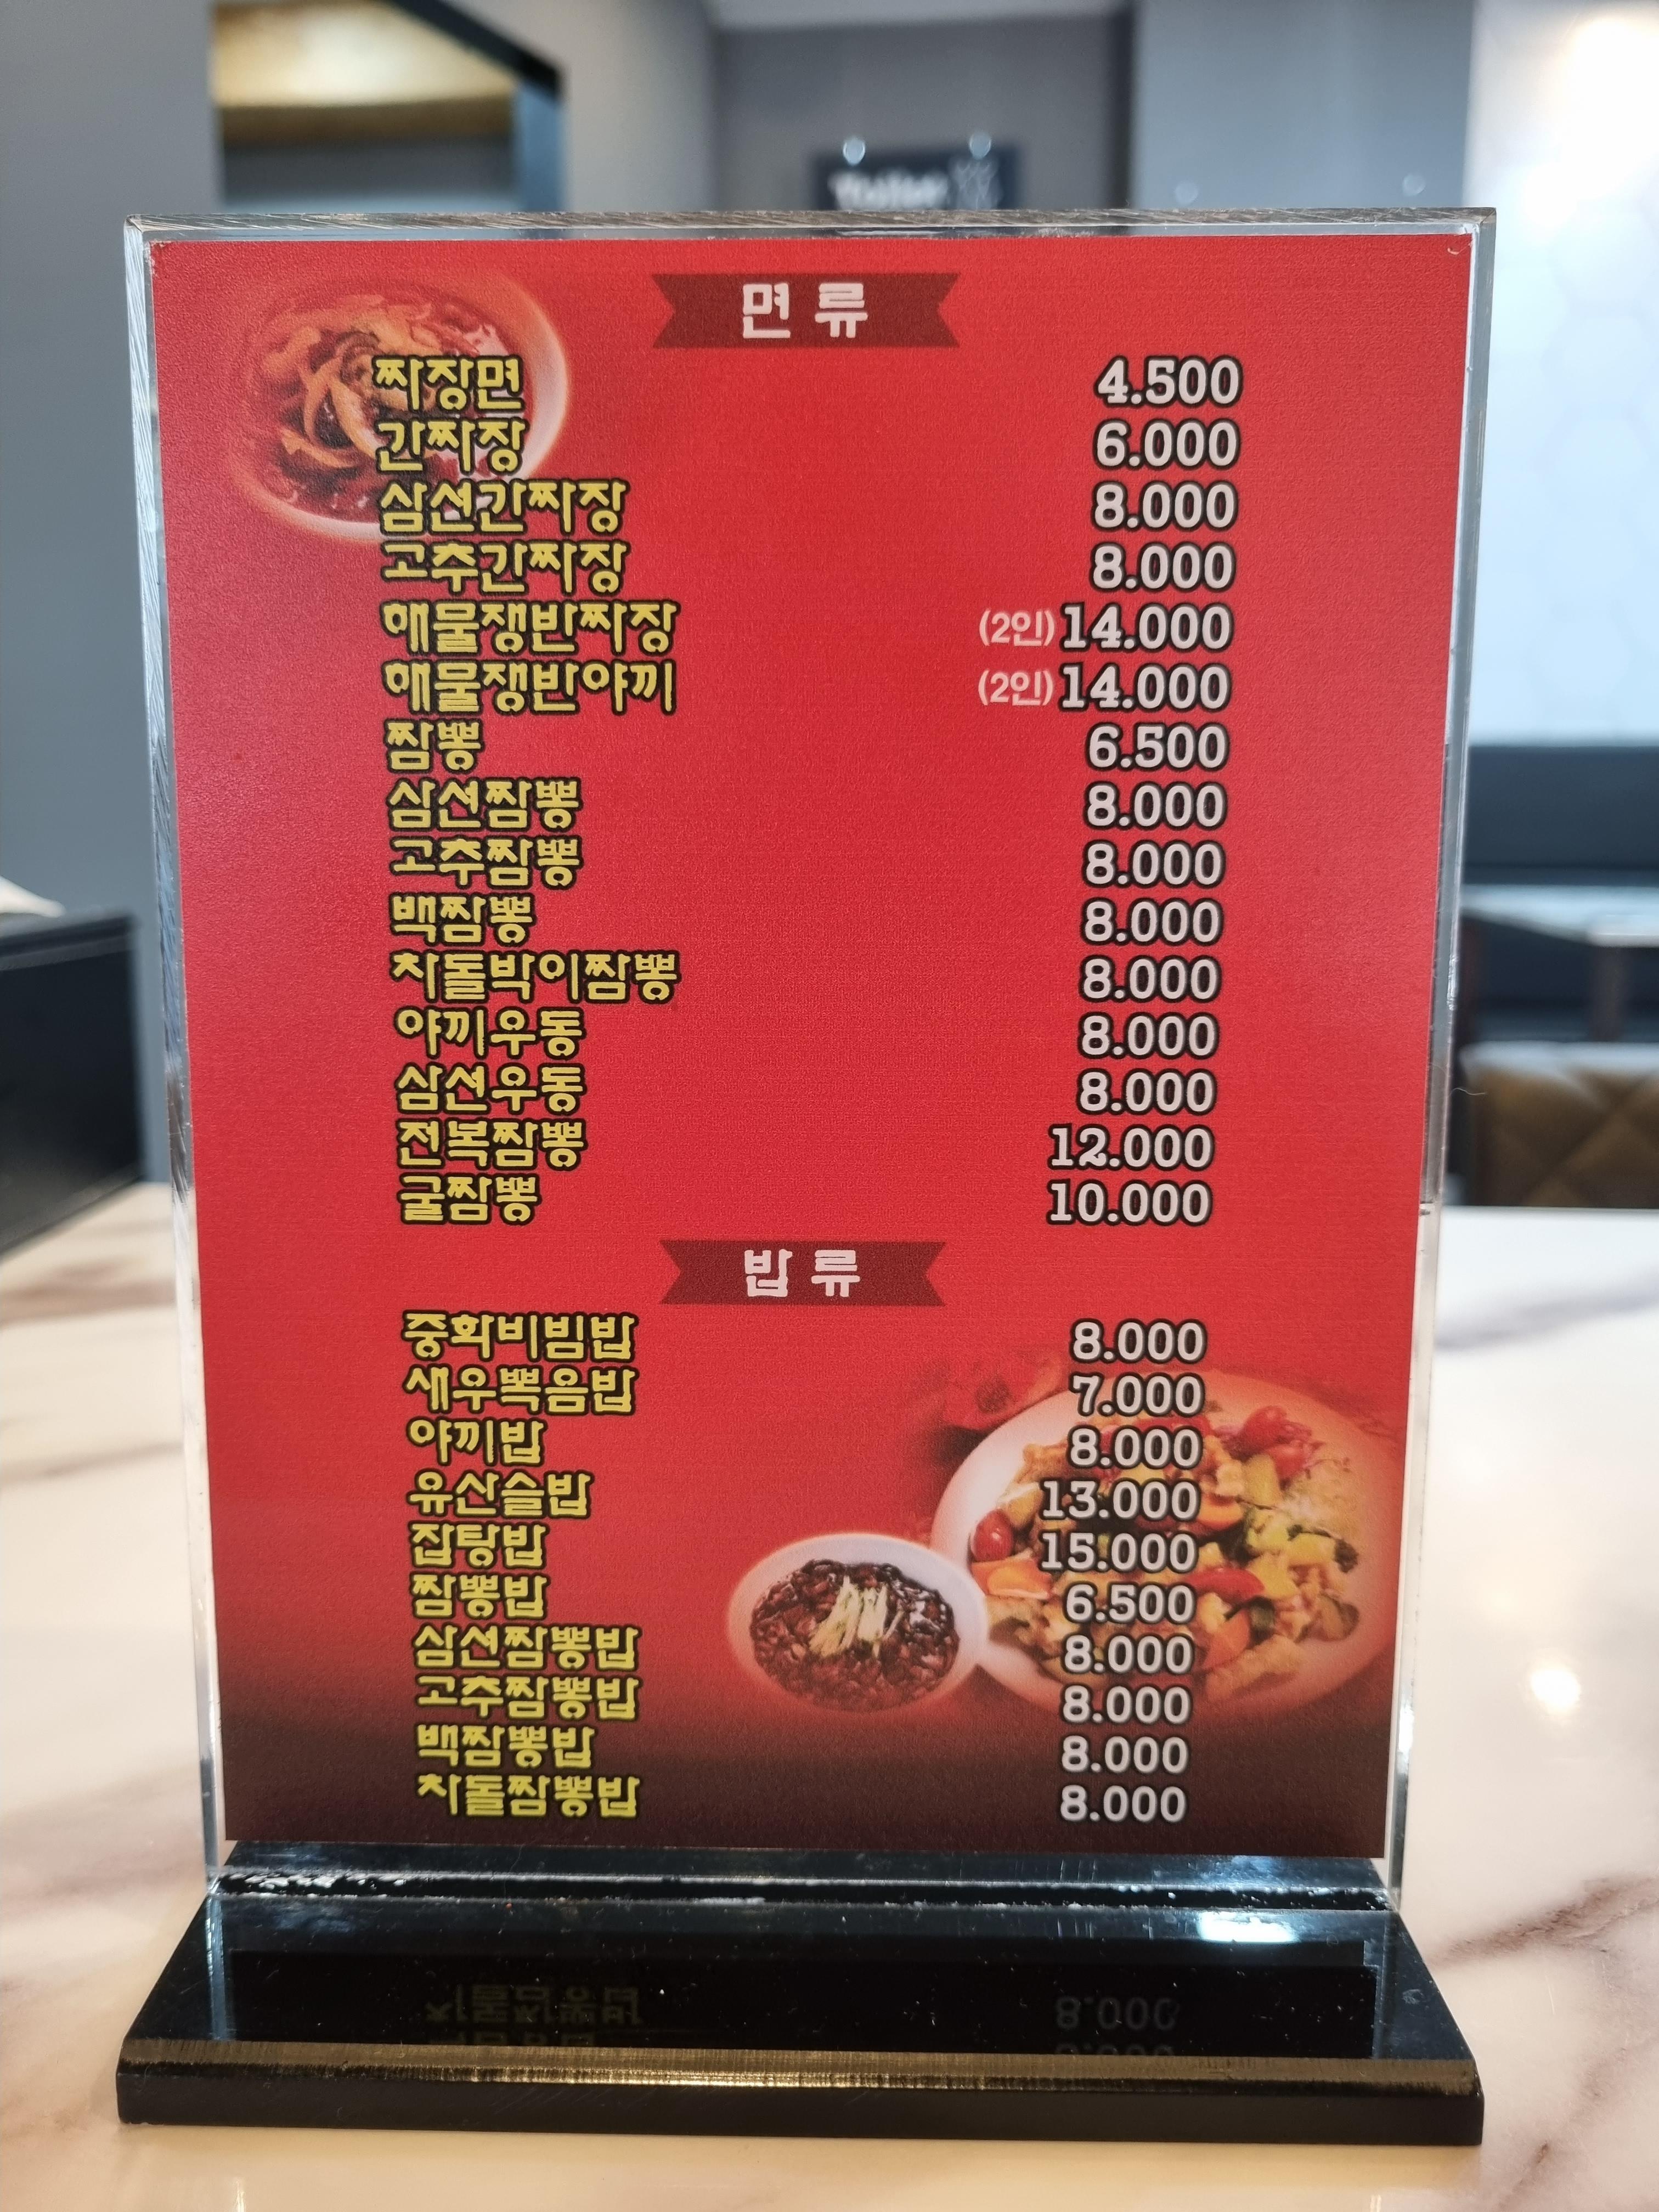 Toilet
면 류
짜장면 4.500
간짜장 6.000
삼선간짜장 8.000
고추간짜장 8.000
해물쟁반짜장 (2인) 14.000
해물쟁반야끼 (2인) 14.000
짬뽕 6.500
삼선짬뽕 8.000
고추짬뽕 8.000
백짬뽕 8.000
차돌박이짬뽕 8.000
야끼우동 8.000
삼선우동 8.000
전복짬뽕 12.000
굴짬뽕 10.000
밥 류
중화비빔밥 8.000
새우뽁음밥 7.000
야끼밥 8.000
유산슬밥 13.000
잡탕밥 15.000
짬뽕밥 6.500
삼선짬뽕밥 8.000
고추짬뽕밥 8.000
백짬뽕밥 8.000
차돌짬뽕밥 8.000